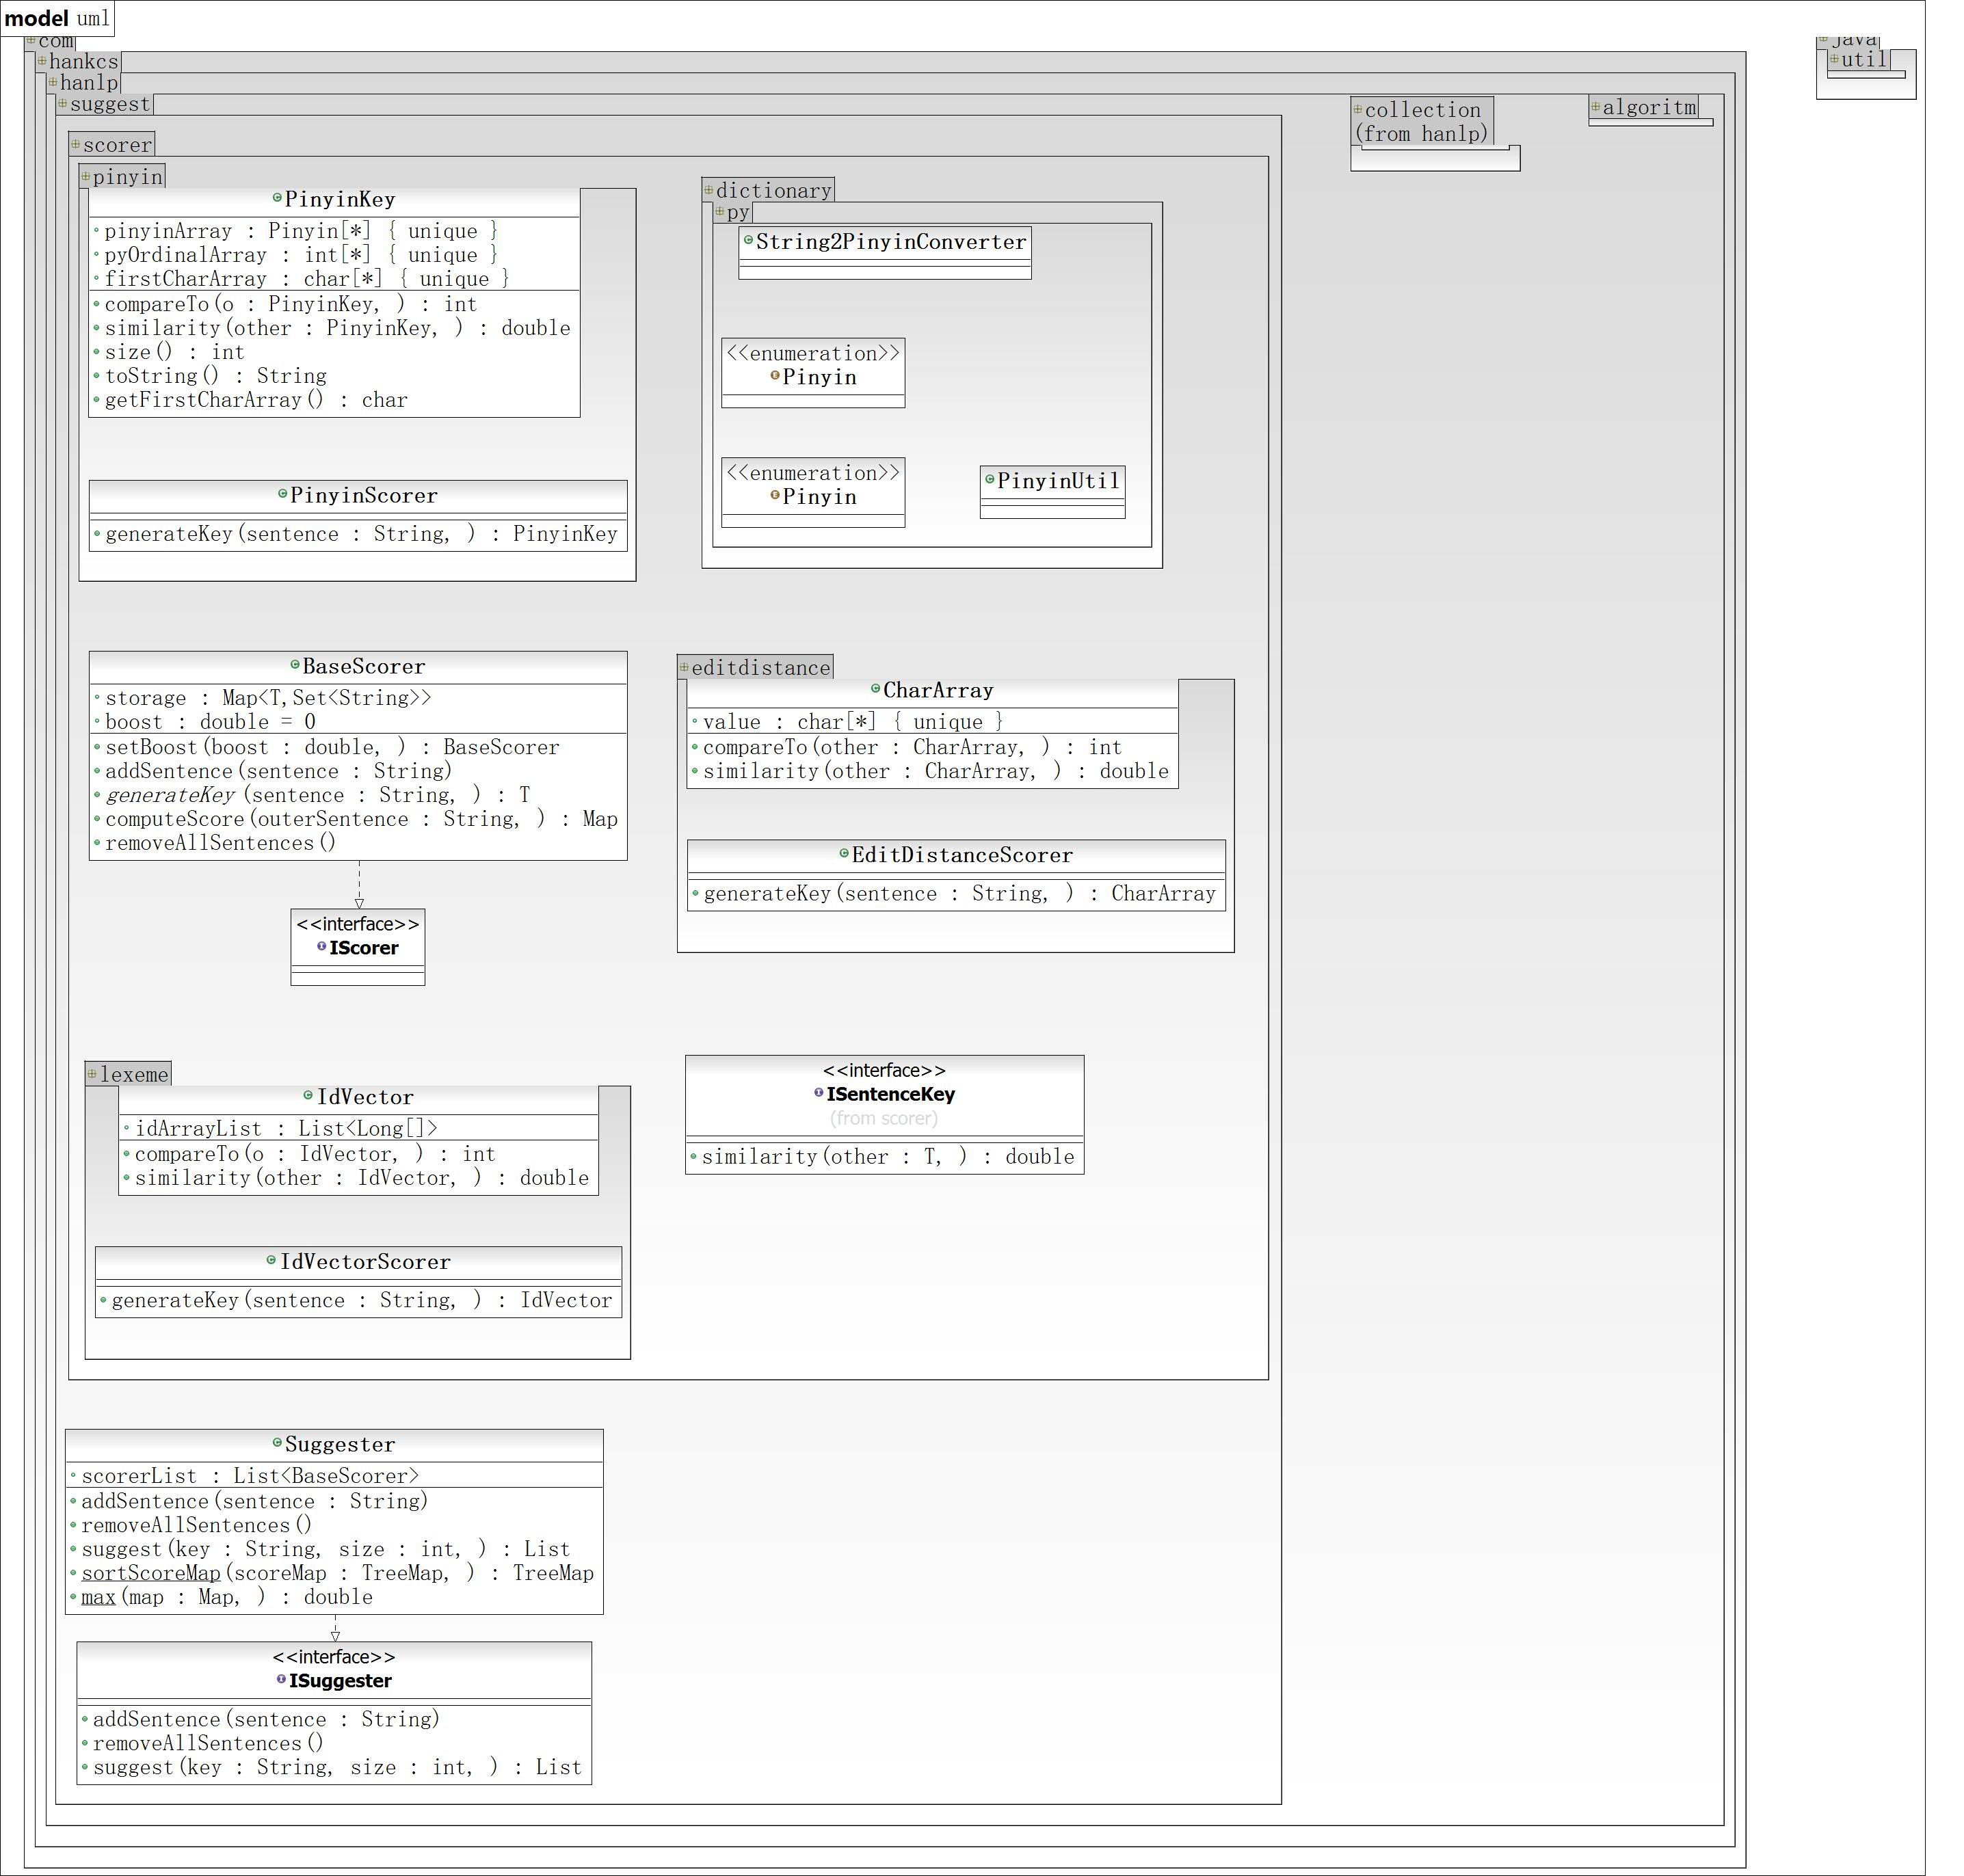 model uml
com
hankcs
hanlp
suggest
scorer
pinyin
PinyinKey
pinyinArray : Pinyin[*] { unique }
pyOrdinalArray : int[*] { unique }
firstCharArray : char[*] { unique }
compareTo(o : PinyinKey, ) : int
similarity(other : PinyinKey, ) : double
size() : int
toString() : String
getFirstCharArray() : char
PinyinScorer
generateKey(sentence : String, ) : PinyinKey
dictionary
py
String2PinyinConverter
<<enumeration>>
Pinyin
<<enumeration>>
Pinyin
PinyinUtil
BaseScorer
storage : Map<T,Set<String>>
boost : double = 0
setBoost(boost : double, ) : BaseScorer
addSentence(sentence : String)
generateKey(sentence : String, ) : T
computeScore(outerSentence : String, ) : Map
removeAllSentences()
<<interface>>
IScorer
editdistance
CharArray
value : char[*] { unique }
compareTo(other : CharArray, ) : int
similarity(other : CharArray, ) : double
EditDistanceScorer
generateKey(sentence : String, ) : CharArray
lexeme
IdVector
idArrayList : List<Long[]>
compareTo(o : IdVector, ) : int
similarity(other : IdVector, ) : double
IdVectorScorer
generateKey(sentence : String, ) : IdVector
<<interface>>
ISentenceKey
(from scorer)
similarity(other : T, ) : double
Suggester
scorerList : List<BaseScorer>
addSentence(sentence : String)
removeAllSentences()
suggest(key : String, size : int, ) : List
sortScoreMap(scoreMap : TreeMap, ) : TreeMap
max(map : Map, ) : double
<<interface>>
ISuggester
addSentence(sentence : String)
removeAllSentences()
suggest(key : String, size : int, ) : List
collection
(from hanlp)
algoritm
java
util